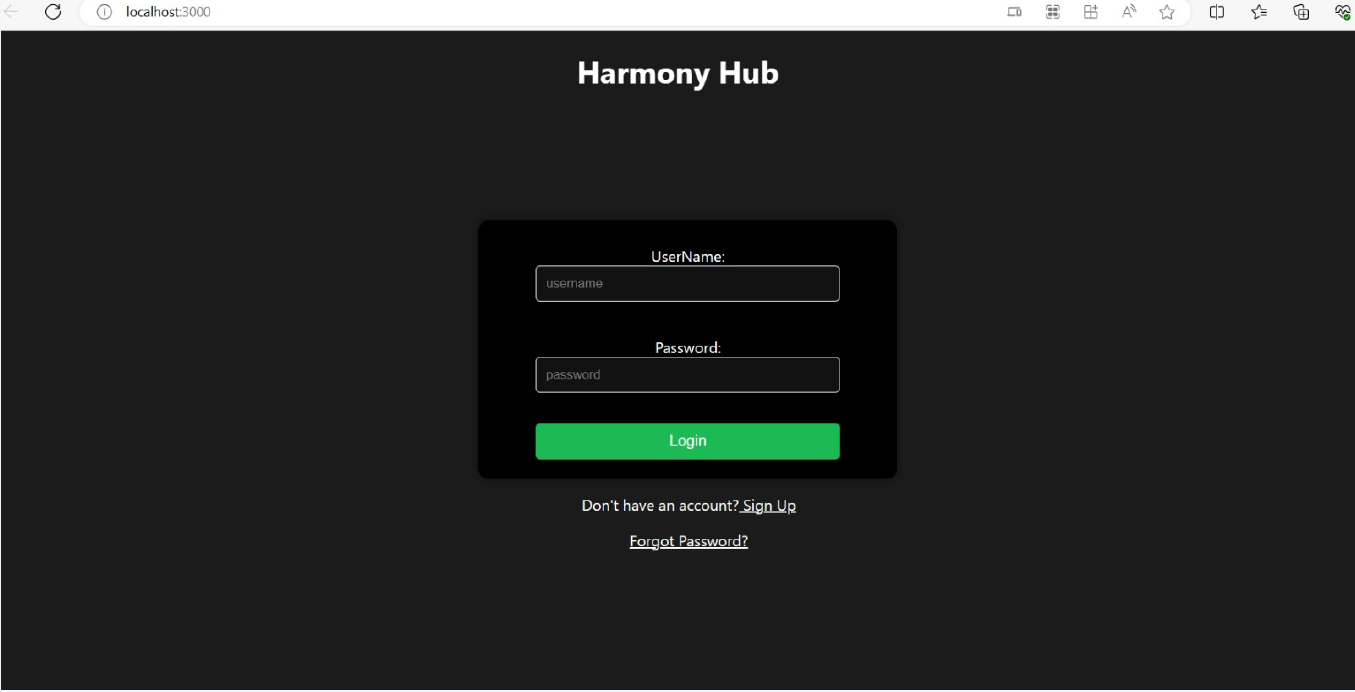 localhost:3000
Harmony Hub
UserName:
username
Password:
password
Login
Don't have an account? Sign Up
Forgot Password?